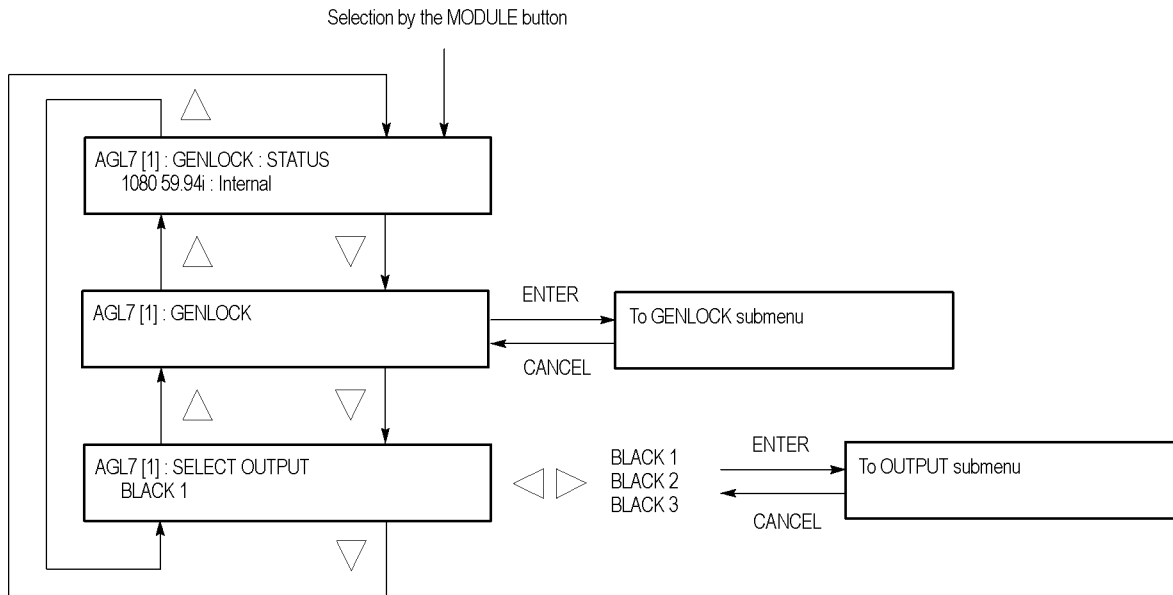 Selection by the MODULE button
AGL7 [1] : GENLOCK : STATUS
1080 59.94i : Internal
AGL7 [1] : GENLOCK
ENTER
CANCEL
To GENLOCK submenu
AGL7 [1] : SELECT OUTPUT
BLACK 1
BLACK 1
BLACK 2
BLACK 3
ENTER
CANCEL
To OUTPUT submenu